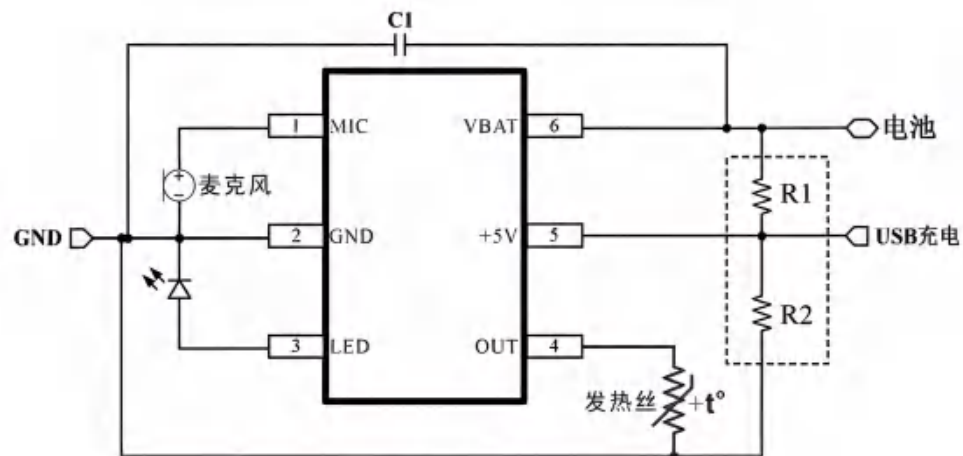 C1
1 MIC
VBAT 6
电池
麦克风
R1
GND
2 GND
+5V 5
USB充电
R2
3 LED
OUT 4
发热丝
+t°